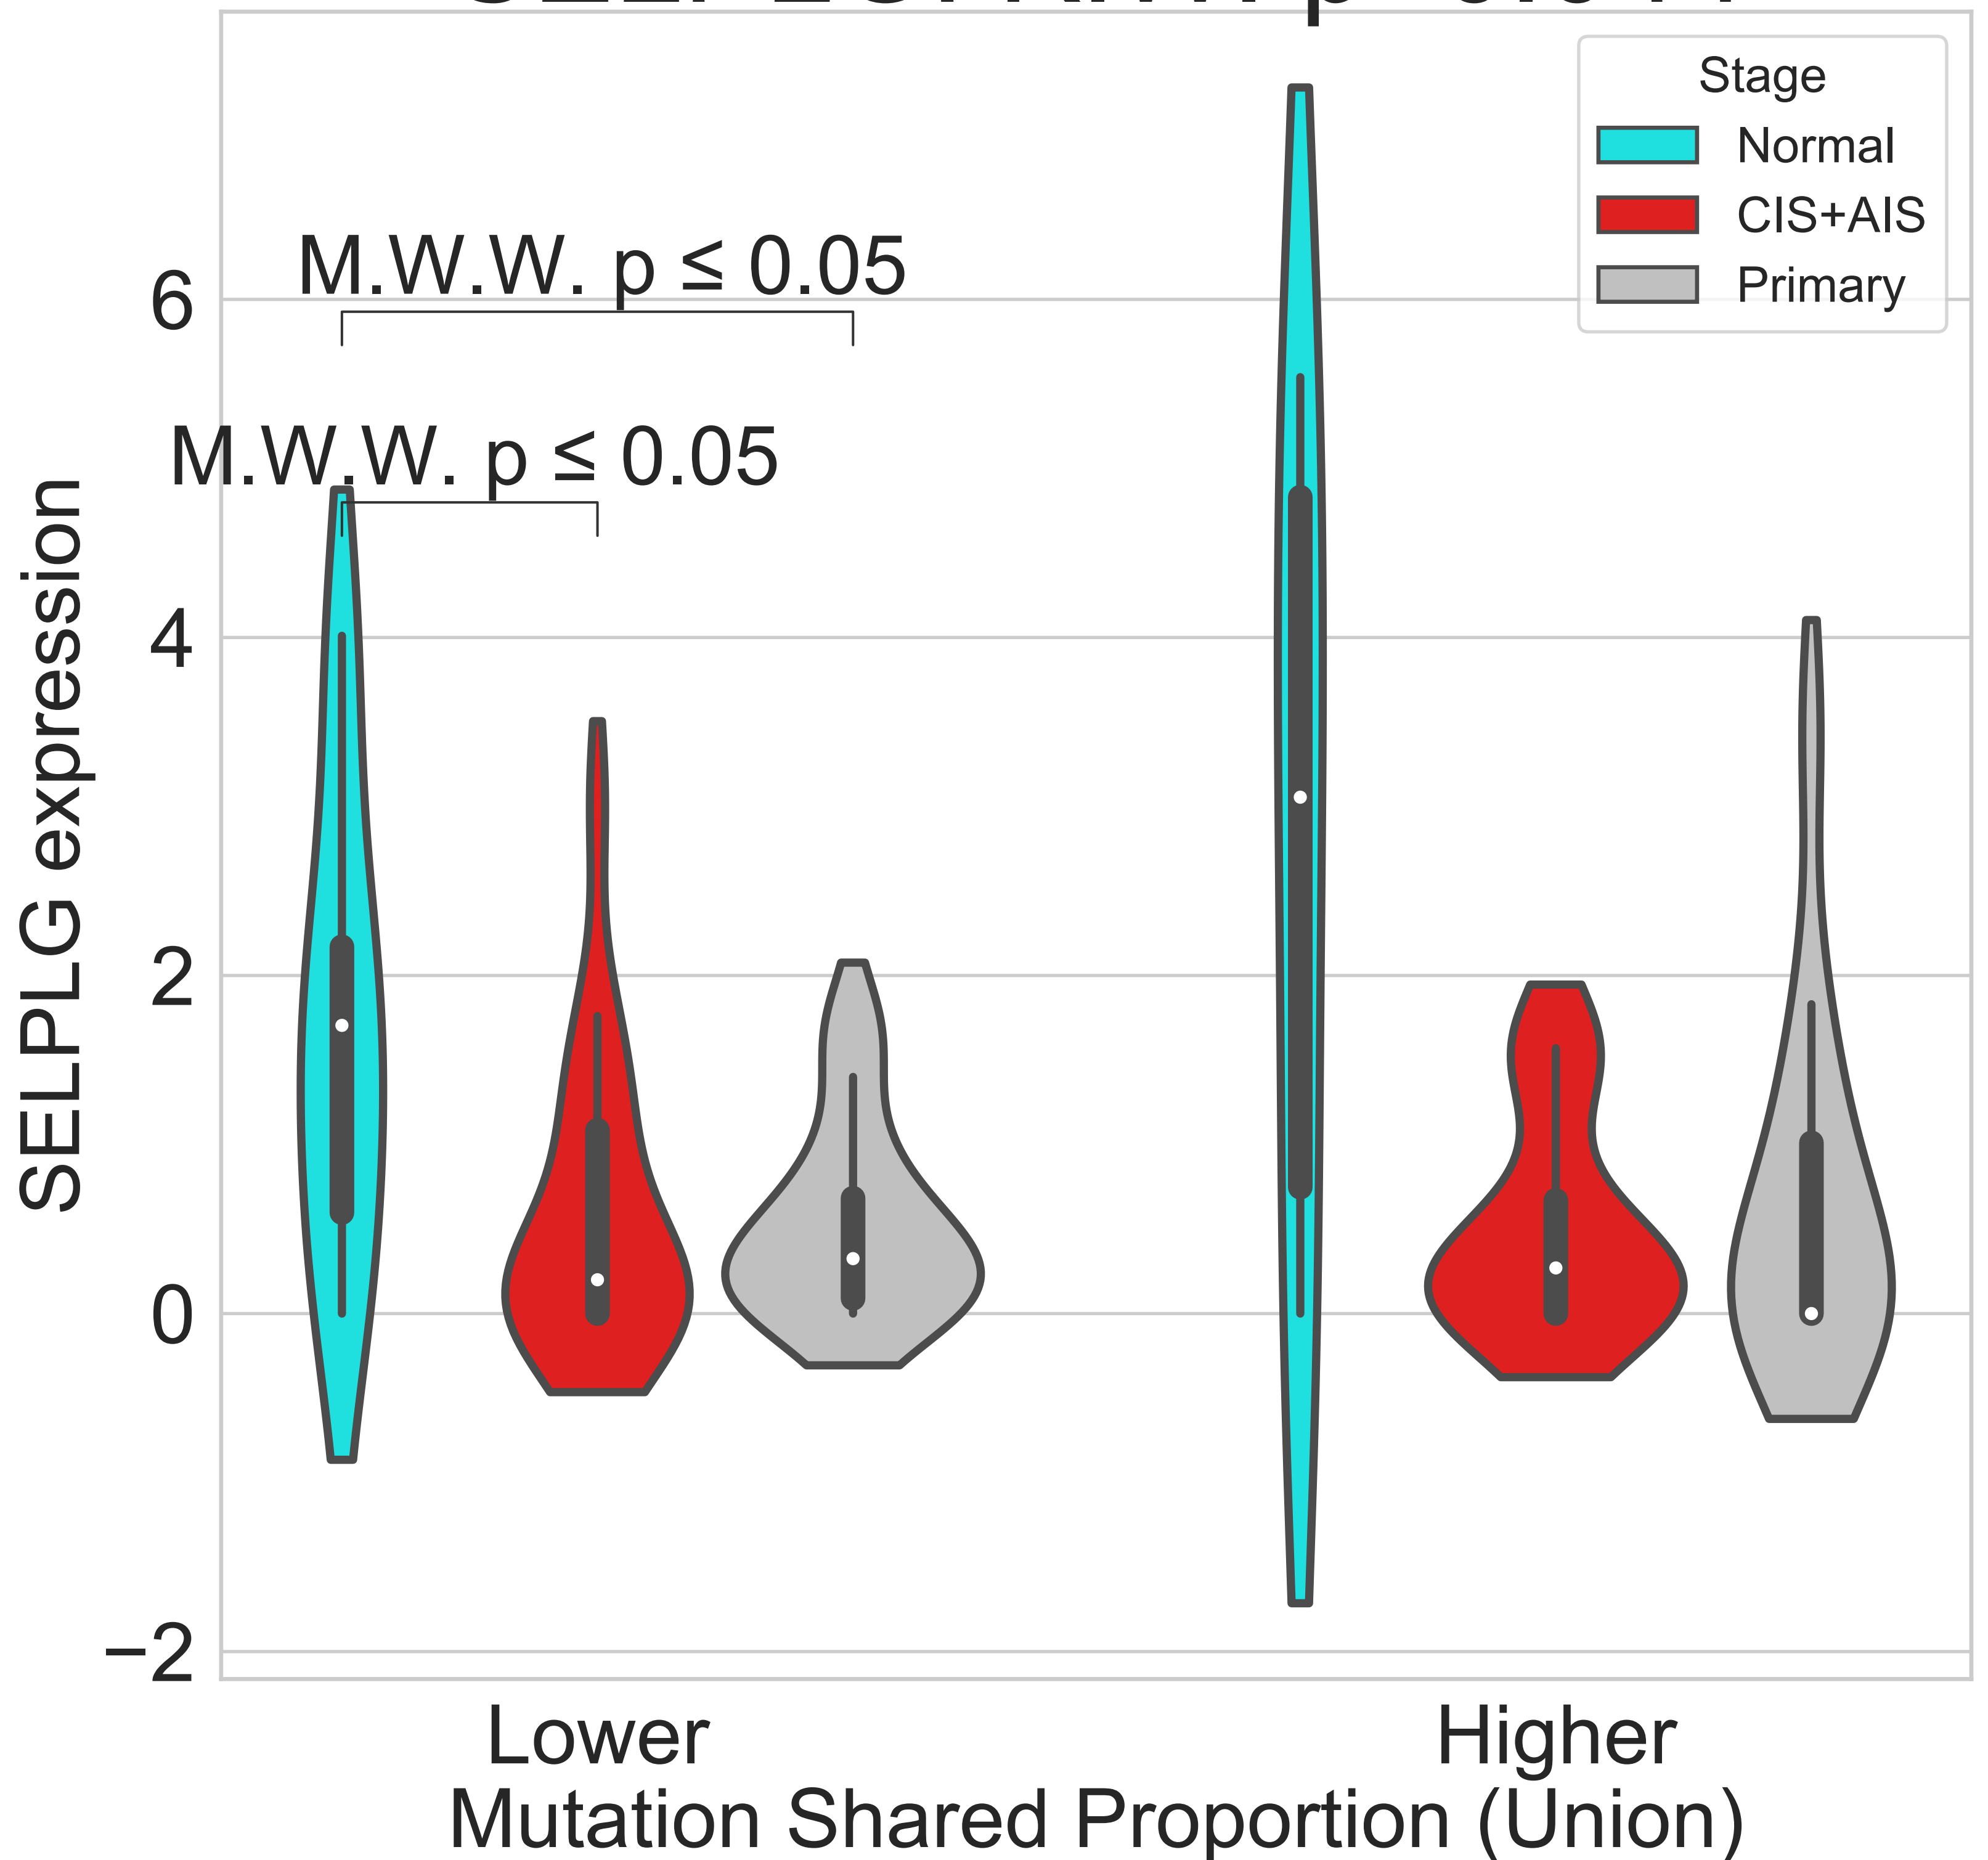 Stage
Normal
CIS+AIS
Primary
M.W.W. p ≤ 0.05
M.W.W. p ≤ 0.05
6
4
2
0
−2
SELPLG expression
Lower
Higher
Mutation Shared Proportion (Union)